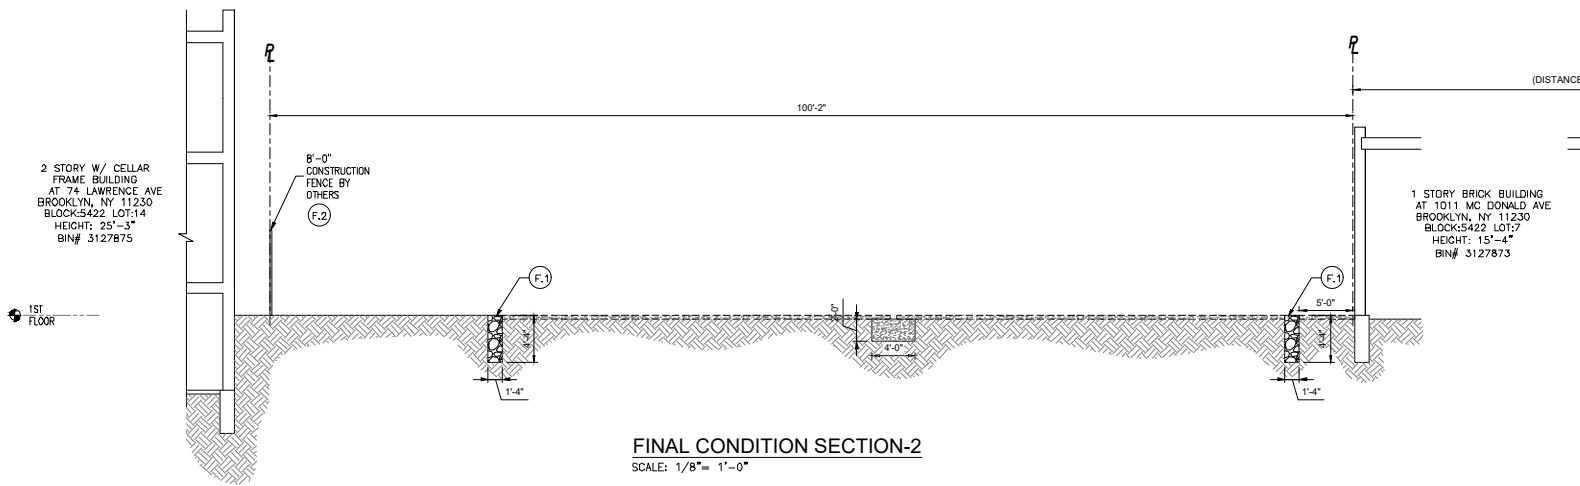 PL
PL
(DISTANCE
100'-2"
2 STORY W/ CELLAR
FRAME BUILDING
AT 74 LAWRENCE AVE
BROOKLYN, NY 11230
BLOCK:5422 LOT:14
HEIGHT: 25'-3"
BIN# 3127875
8'-0"
CONSTRUCTION
FENCE BY
OTHERS
F.2
1 STORY BRICK BUILDING
AT 1011 MC DONALD AVE
BROOKLYN, NY 11230
BLOCK:5422 LOT:7
HEIGHT: 15'-4"
BIN# 3127873
F.1
F.1
1ST
FLOOR
5'-0"
4'-4"
4'-0"
4'-4"
1'-4"
1'-4"
FINAL CONDITION SECTION-2
SCALE: 1/8"= 1'-0"